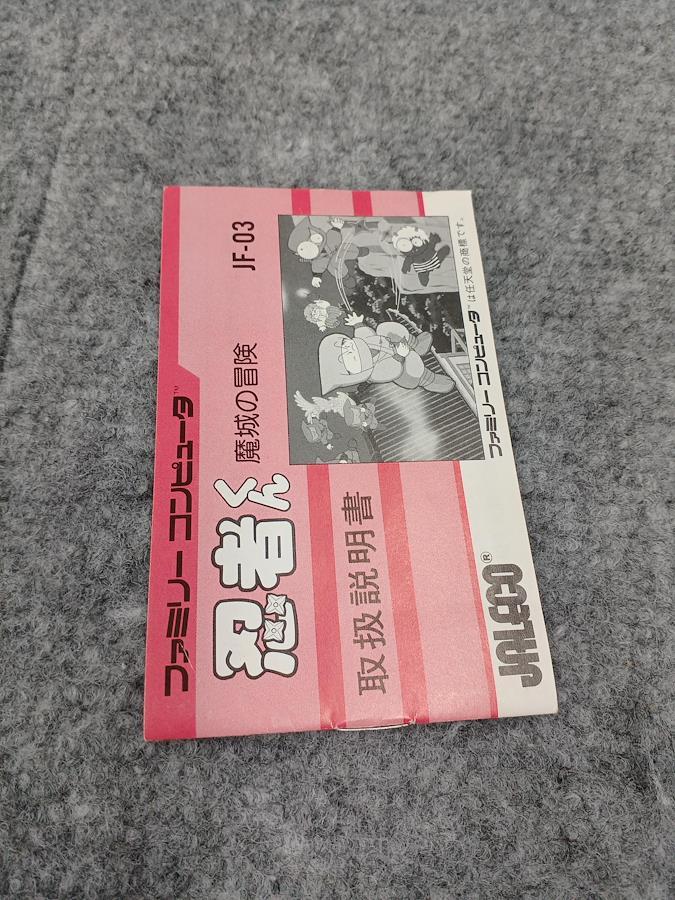 ファミリー コンピュータ™
忍者くん
魔城の冒険
JF-03
取扱説明書
ファミリー コンピュータ™は任天堂の商標です。
JALECO®